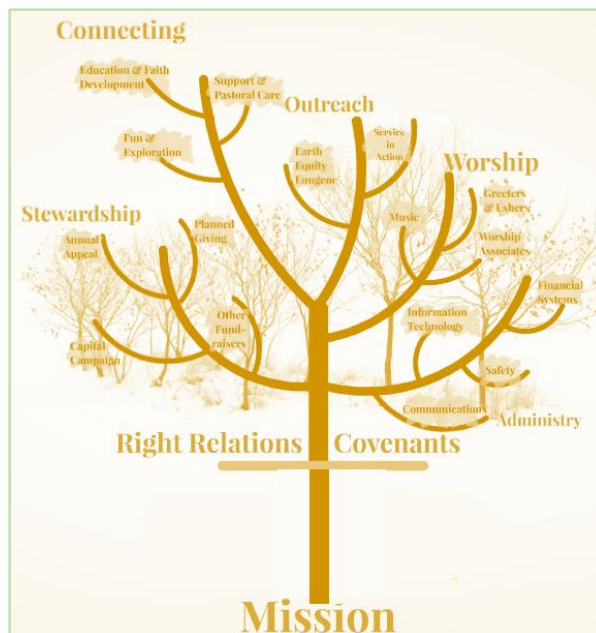 Connecting
Education & Faith
Development
Support &
Pastoral Care
Outreach
Fun &
Exploration
Earth
Equity
Eugene
Service
in
Action
Worship
Greeters
& Ushers
Stewardship
Planned
Giving
Music
Annual
Appeal
Worship
Associates
Financial
Systems
Other
Fund-
raisers
Information
Technology
Capital
Campaign
Safety
Communications
Administry
Right Relations
Covenants
Mission